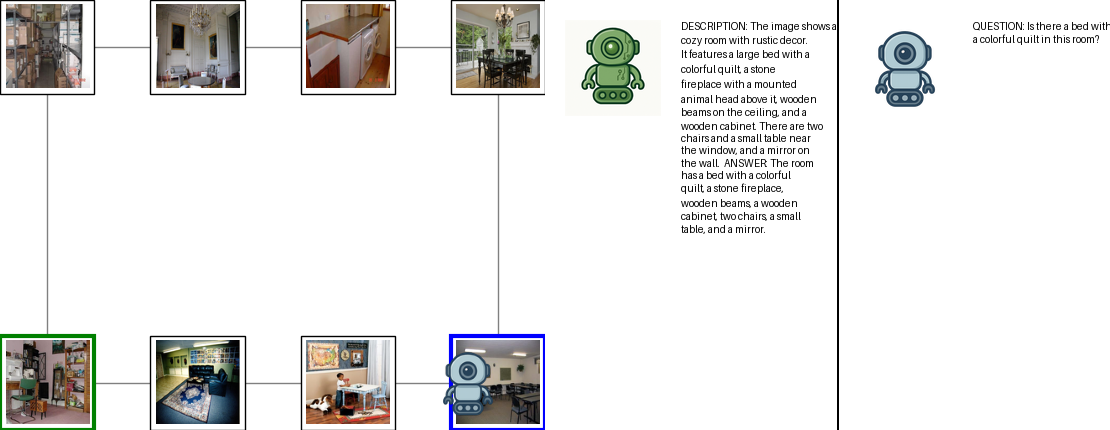 DESCRIPTION: The image shows a
cozy room with rustic decor.
It features a large bed with a
colorful quilt, a stone
fireplace with a mounted
animal head above it, wooden
beams on the ceiling, and a
wooden cabinet. There are two
chairs and a small table near
the window, and a mirror on
the wall.  ANSWER: The room
has a bed with a colorful
quilt, a stone fireplace,
wooden beams, a wooden
cabinet, two chairs, a small
table, and a mirror.
QUESTION: Is there a bed with
a colorful quilt in this room?